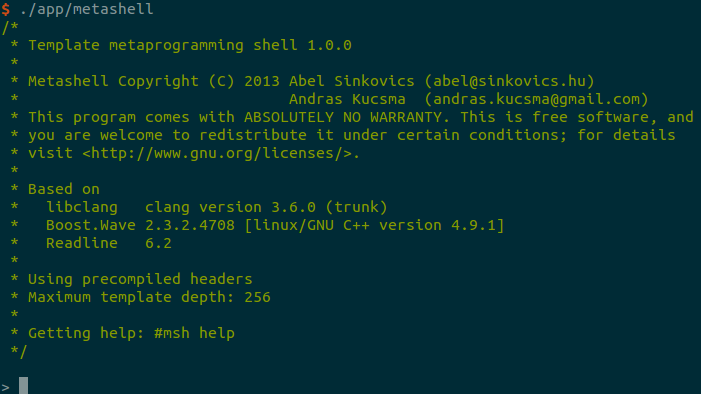 $ ./app/metashell
/*
 * Template metaprogramming shell 1.0.0
 *
 * Metashell Copyright (C) 2013 Abel Sinkovics (abel@sinkovics.hu)
 *                              Andras Kucsma  (andras.kucsma@gmail.com)
 * This program comes with ABSOLUTELY NO WARRANTY. This is free software, and
 * you are welcome to redistribute it under certain conditions; for details
 * visit <http://www.gnu.org/licenses/>.
 *
 * Based on
 *   libclang   clang version 3.6.0 (trunk)
 *   Boost.Wave 2.3.2.4708 [linux/GNU C++ version 4.9.1]
 *   Readline   6.2
 *
 * Using precompiled headers
 * Maximum template depth: 256
 *
 * Getting help: #msh help
 */
>